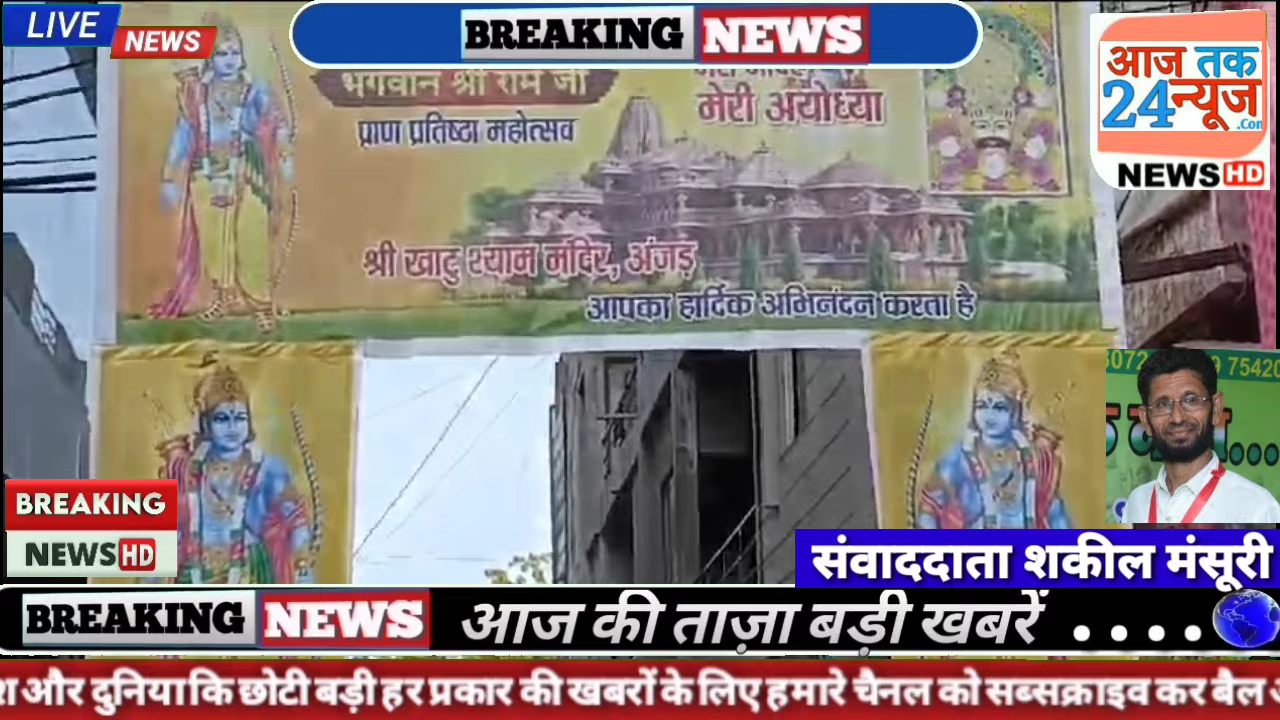 LIVE
NEWS
BREAKING NEWS
आज तक
24न्यूज
.Com
NEWS HD
भगवान श्री राम जी
प्राण प्रतिष्ठा महोत्सव
मेरी अयोध्या
श्री खाटु श्याम मंदिर, अंजड़
आपका हार्दिक अभिनंदन करता है
7542
BREAKING
NEWS HD
संवाददाता शकील मंसूरी
BREAKING NEWS आज की ताज़ा बड़ी खबरें ....
और दुनिया कि छोटी बड़ी हर प्रकार की खबरों के लिए हमारे चैनल को सब्सक्राइव कर बैल